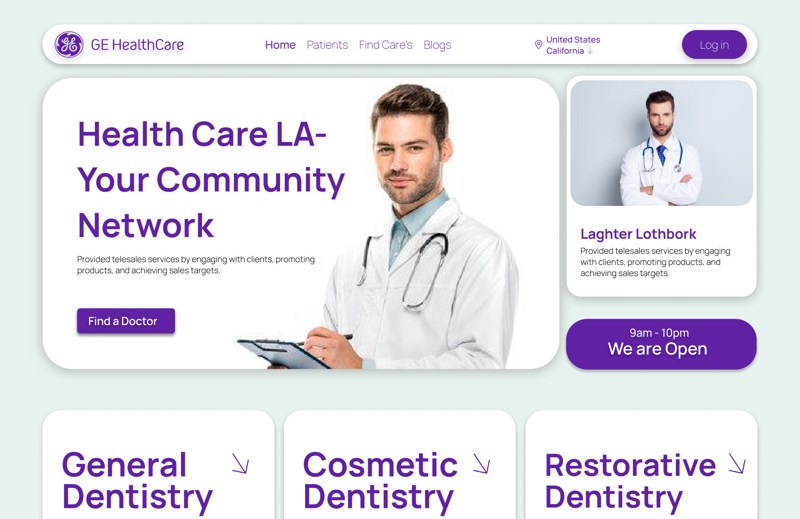 GE HealthCare
Home Patients Find Care's Blogs
United States
California
Log in
Health Care LA-
Your Community
Network
Provided telesales services by engaging with clients, promoting
products, and achieving sales targets.
Find a Doctor
Laghter Lothbork
Provided telesales services by engaging
with clients, promoting products, and
achieving sales targets.
9am - 10pm
We are Open
General
Dentistry
Cosmetic
Dentistry
Restorative
Dentistry